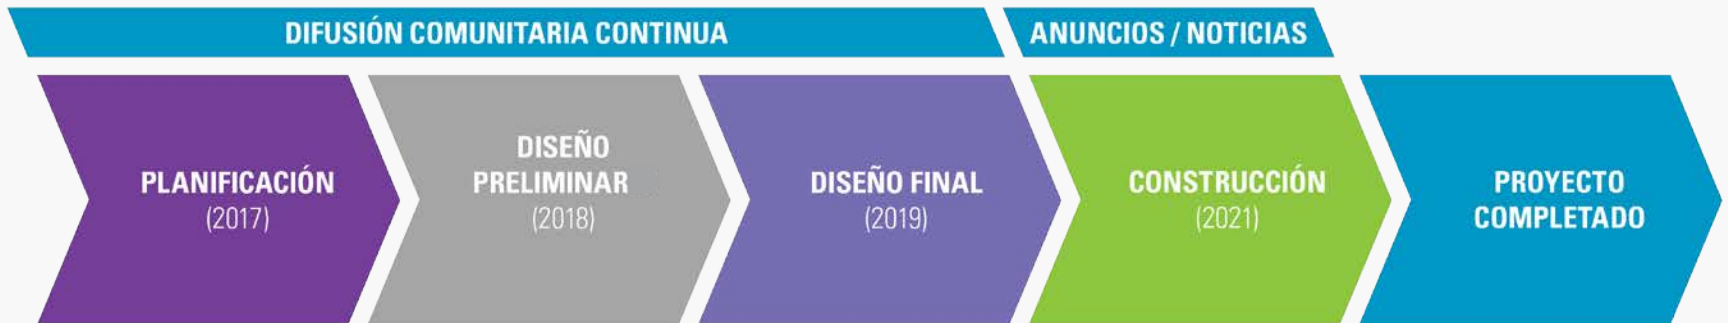 DIFUSIÓN COMUNITARIA CONTINUA
ANUNCIOS / NOTICIAS
PLANIFICACIÓN
(2017)
DISEÑO
PRELIMINAR
(2018)
DISEÑO FINAL
(2019)
CONSTRUCCIÓN
(2021)
PROYECTO
COMPLETADO